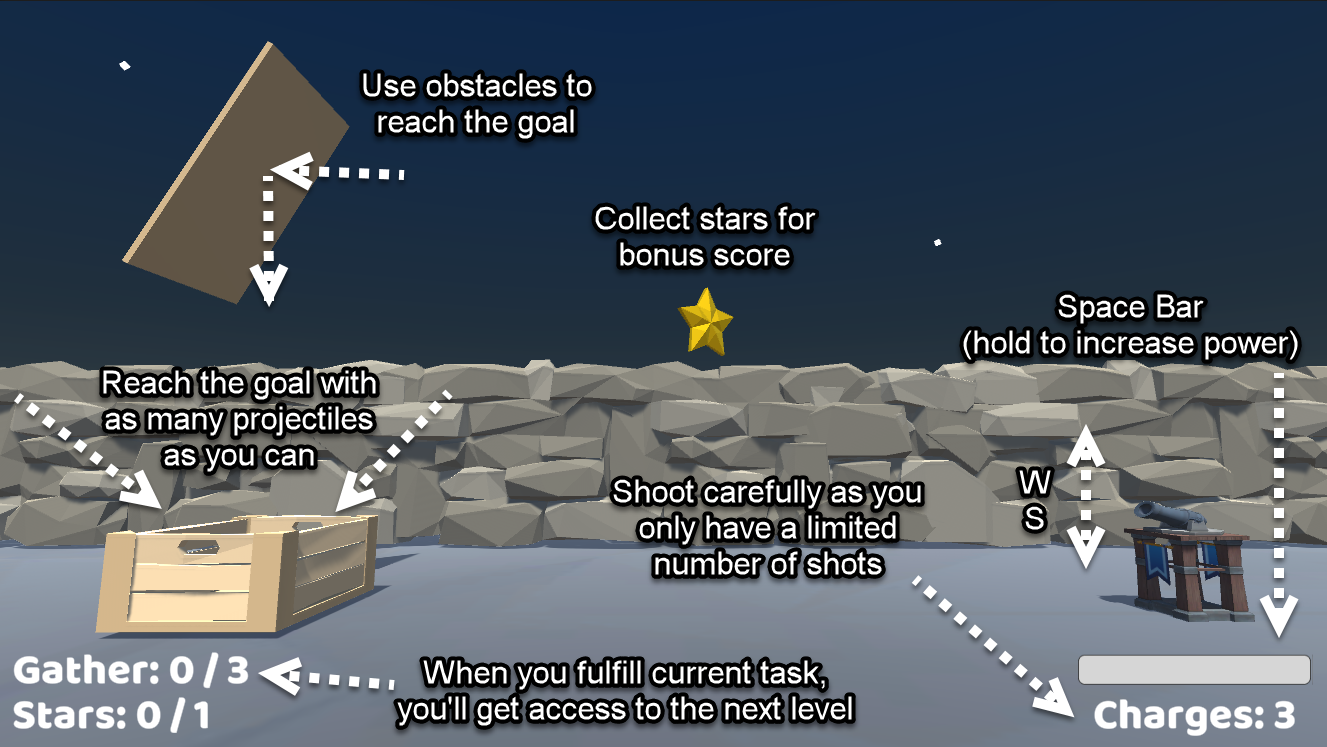 Use obstacles to
reach the goal
Collect stars for
bonus score
Space Bar
(hold to increase power)
Reach the goal with
as many projectiles
as you can
W
S
Shoot carefully as you
only have a limited
number of shots
Gather: 0 / 3
Stars: 0 / 1
When you fulfill current task,
you'll get access to the next level
Charges: 3